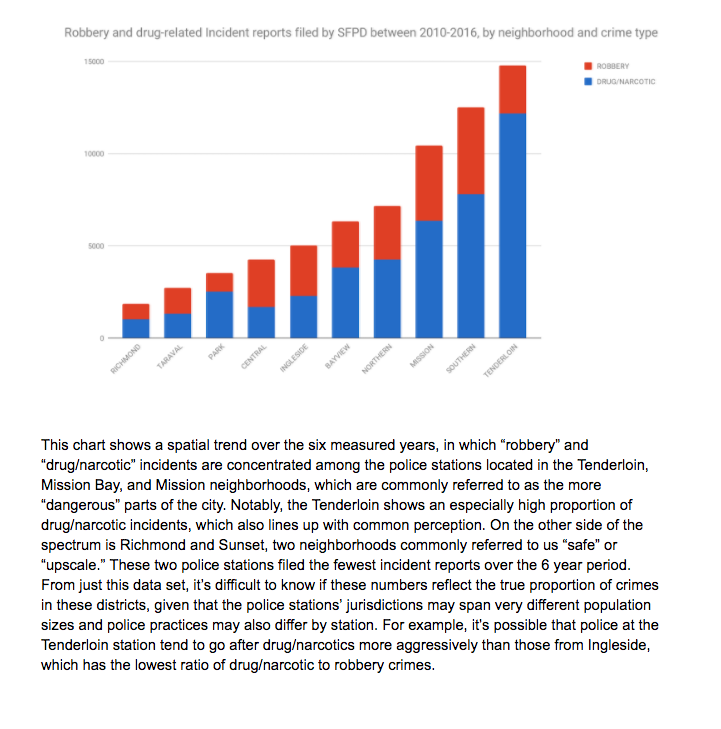 Robbery and drug-related Incident reports filed by SFPD between 2010-2016, by neighborhood and crime type
15000
ROBBERY
DRUG/NARCOTIC
10000
5000
0
RICHMOND
TARAVAL
PARK
CENTRAL
INGLESIDE
BAYVIEW
NORTHERN
MISSION
SOUTHERN
TENDERLOIN
This chart shows a spatial trend over the six measured years, in which “robbery” and
“drug/narcotic” incidents are concentrated among the police stations located in the Tenderloin,
Mission Bay, and Mission neighborhoods, which are commonly referred to as the more
“dangerous” parts of the city. Notably, the Tenderloin shows an especially high proportion of
drug/narcotic incidents, which also lines up with common perception. On the other side of the
spectrum is Richmond and Sunset, two neighborhoods commonly referred to us “safe” or
“upscale.” These two police stations filed the fewest incident reports over the 6 year period.
From just this data set, it’s difficult to know if these numbers reflect the true proportion of crimes
in these districts, given that the police stations’ jurisdictions may span very different population
sizes and police practices may also differ by station. For example, it’s possible that police at the
Tenderloin station tend to go after drug/narcotics more aggressively than those from Ingleside,
which has the lowest ratio of drug/narcotic to robbery crimes.